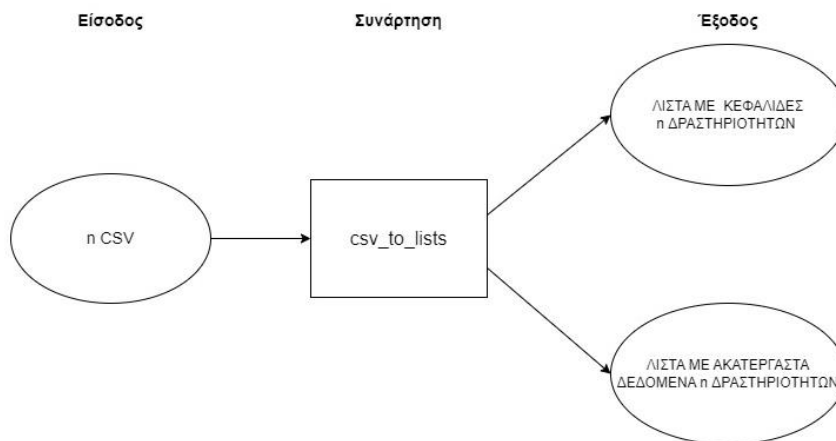 Είσοδος
Συνάρτηση
Έξοδος
ΛΙΣΤΑ ΜΕ ΚΕΦΑΛΙΔΕΣ
n ΔΡΑΣΤΗΡΙΟΤΗΤΩΝ
n CSV
csv_to_lists
ΛΙΣΤΑ ΜΕ ΑΚΑΤΕΡΓΑΣΤΑ
ΔΕΔΟΜΕΝΑ n ΔΡΑΣΤΗΡΙΟΤΗΤΩΝ